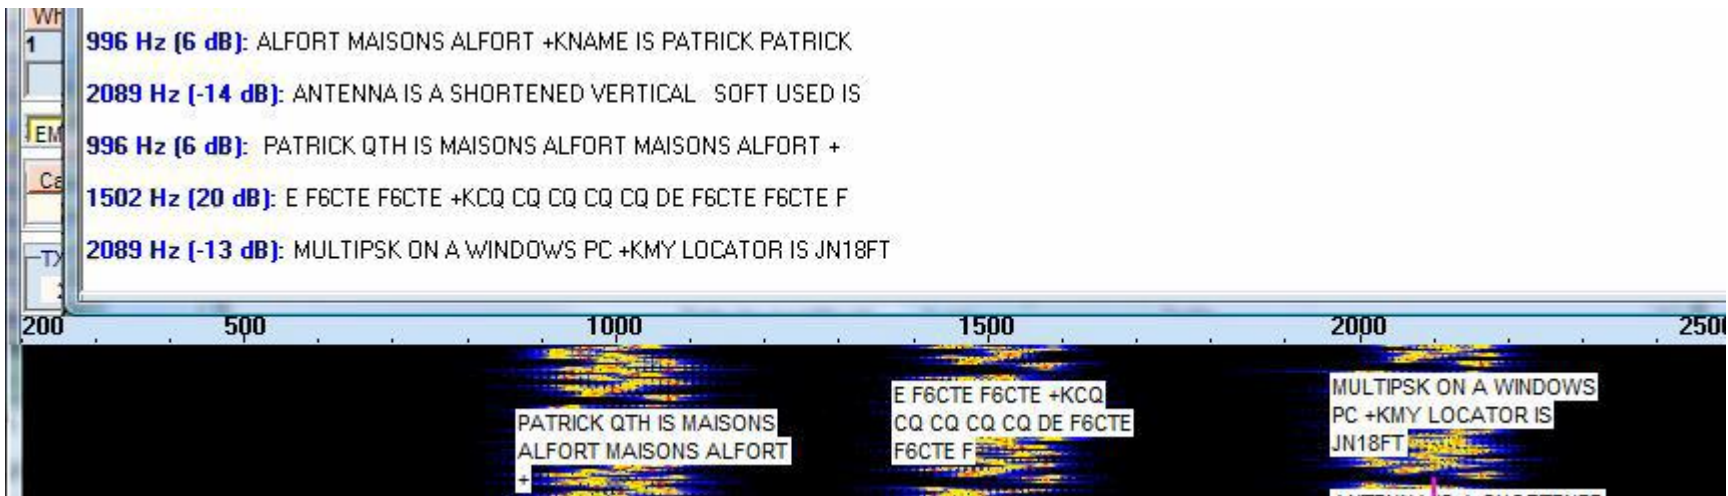 WH
1
996 Hz (6 dB): ALFORT MAISONS ALFORT +KNAME IS PATRICK PATRICK
2089 Hz (-14 dB): ANTENNA IS A SHORTENED VERTICAL   SOFT USED IS
EM
996 Hz (6 dB):  PATRICK QTH IS MAISONS ALFORT MAISONS ALFORT +
Ca
1502 Hz (20 dB): E F6CTE F6CTE +KCQ CQ CQ CQ CQ DE F6CTE F6CTE F
TX
2089 Hz (-13 dB): MULTIPSK ON A WINDOWS PC +KMY LOCATOR IS JN18FT
200 500 1000 1500 2000 2500
PATRICK QTH IS MAISONS
ALFORT MAISONS ALFORT
+
E F6CTE F6CTE +KCQ
CQ CQ CQ CQ DE F6CTE
F6CTE F
MULTIPSK ON A WINDOWS
PC +KMY LOCATOR IS
JN18FT